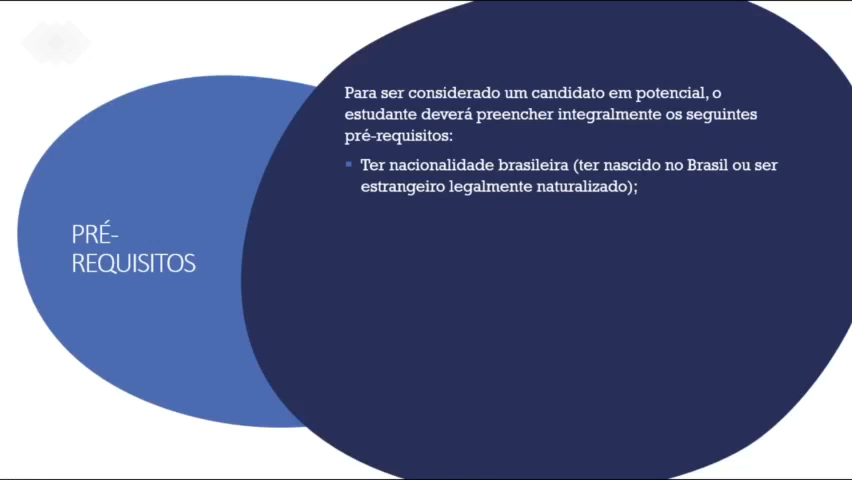 PRÉ-
REQUISITOS
Para ser considerado um candidato em potencial, o
estudante deverá preencher integralmente os seguintes
pré-requisitos:
▪ Ter nacionalidade brasileira (ter nascido no Brasil ou ser
estrangeiro legalmente naturalizado);